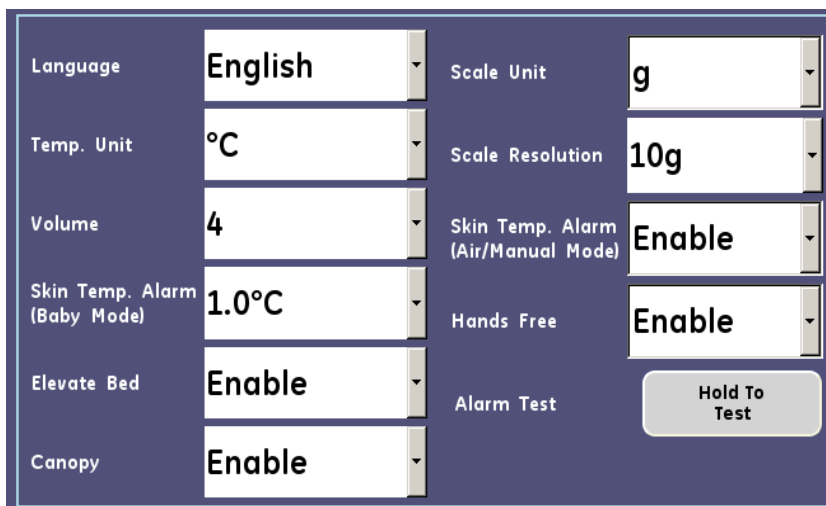 Language
English
Temp. Unit
°C
Volume
4
Skin Temp. Alarm
(Baby Mode)
1.0°C
Elevate Bed
Enable
Canopy
Enable
Scale Unit
g
Scale Resolution
10g
Skin Temp. Alarm
(Air/Manual Mode)
Enable
Hands Free
Enable
Alarm Test
Hold To
Test